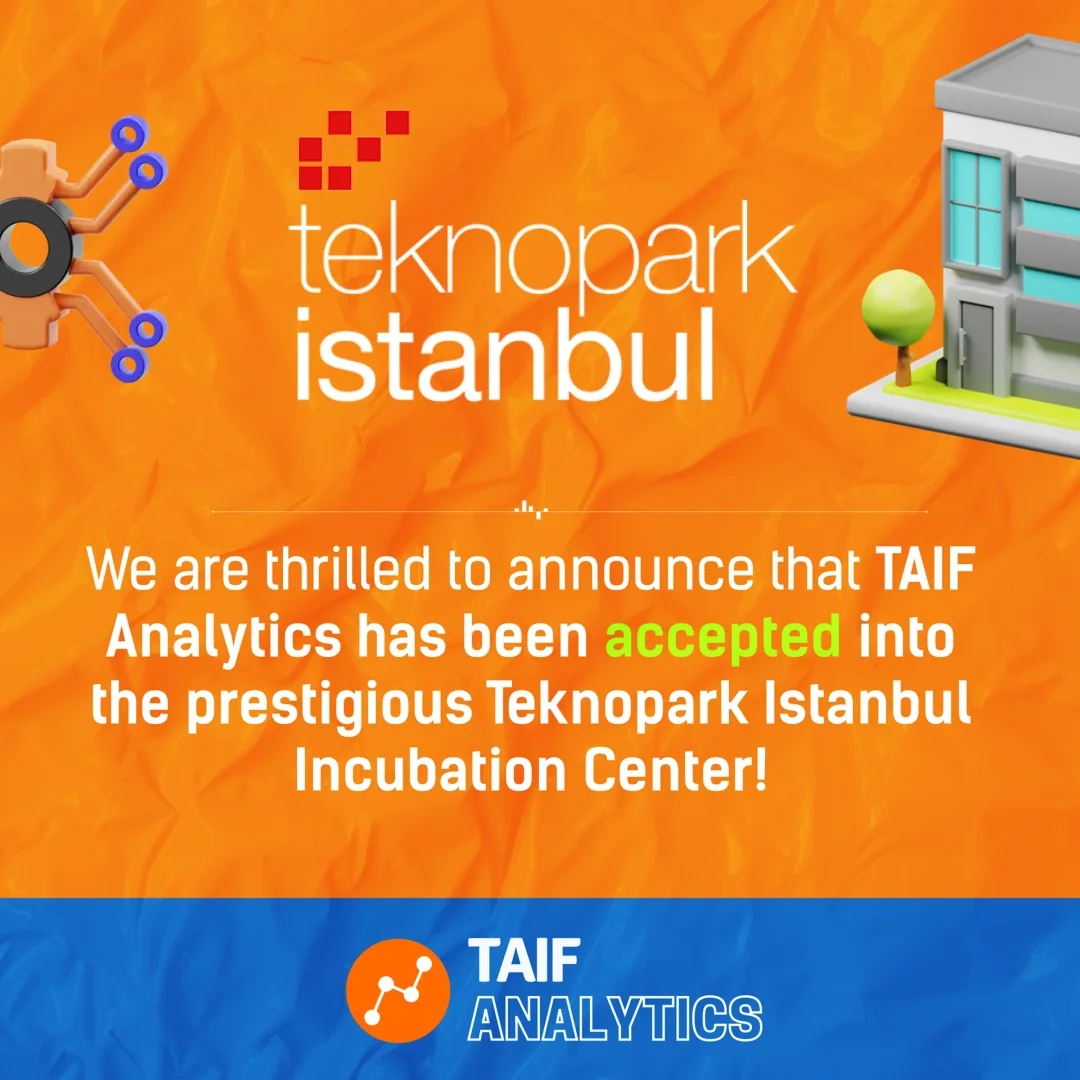 teknopark
istanbul
We are thrilled to announce that TAIF
Analytics has been accepted into
the prestigious Teknopark Istanbul
Incubation Center!
TAIF
ANALYTICS